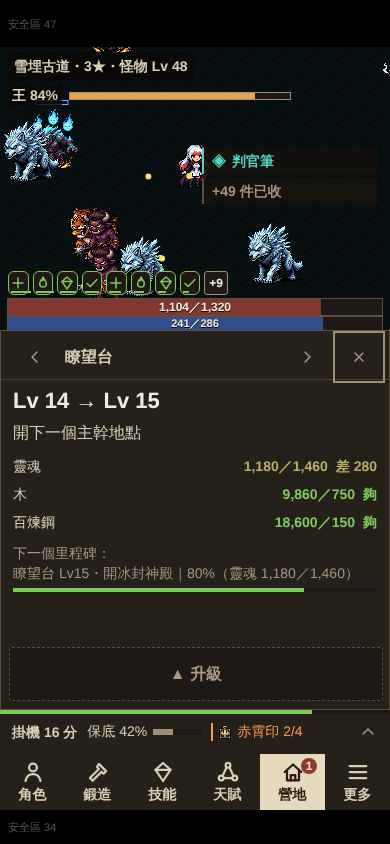 安全區 47
雪埋古道・3★・怪物 Lv 48
王 84%
◈ 判官筆
+49 件已收
+9
1,104／1,320
241／286
瞭望台
Lv 14 → Lv 15
開下一個主幹地點
靈魂 1,180／1,460 差 280
木 9,860／750 夠
百煉鋼 18,600／150 夠
下一個里程碑：
瞭望台 Lv15・開冰封神殿｜80%（靈魂 1,180／1,460）
▲ 升級
掛機 16 分 保底 42% 赤霄印 2/4
角色 鍛造 技能 天賦 營地 1 更多
安全區 34